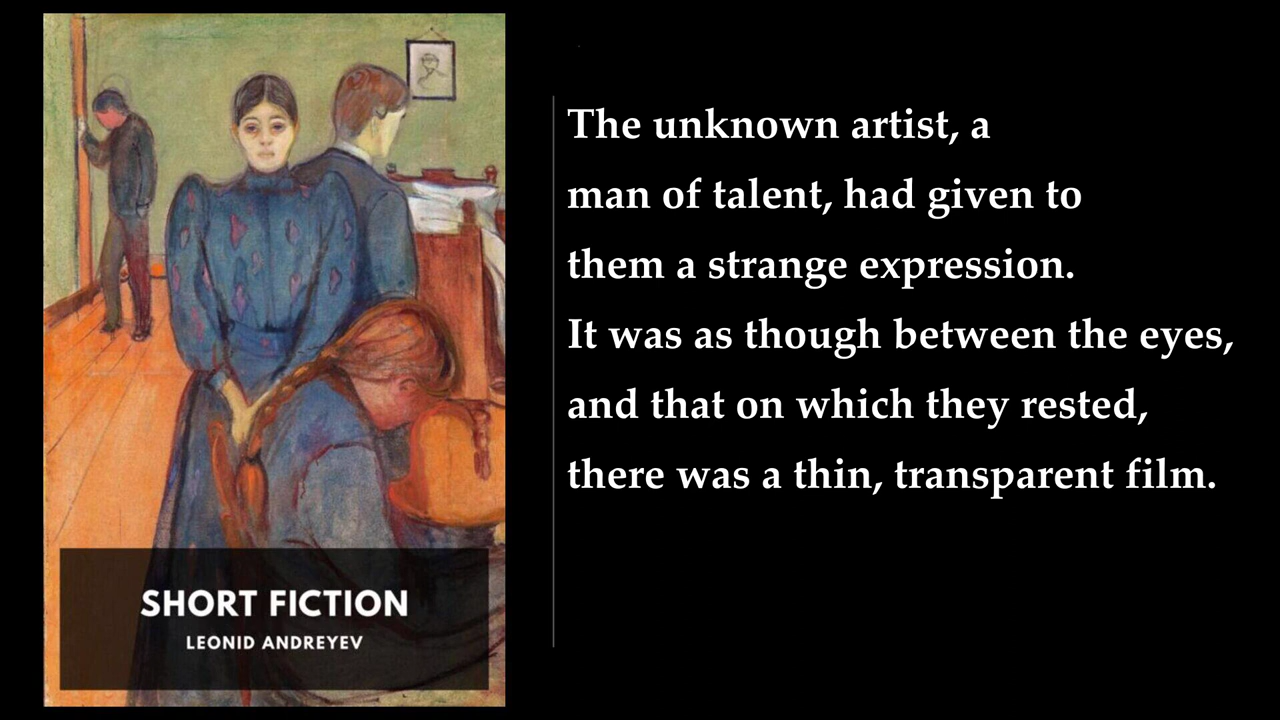 The unknown artist, a
man of talent, had given to
them a strange expression.
It was as though between the eyes,
and that on which they rested,
there was a thin, transparent film.
SHORT FICTION
LEONID ANDREYEV